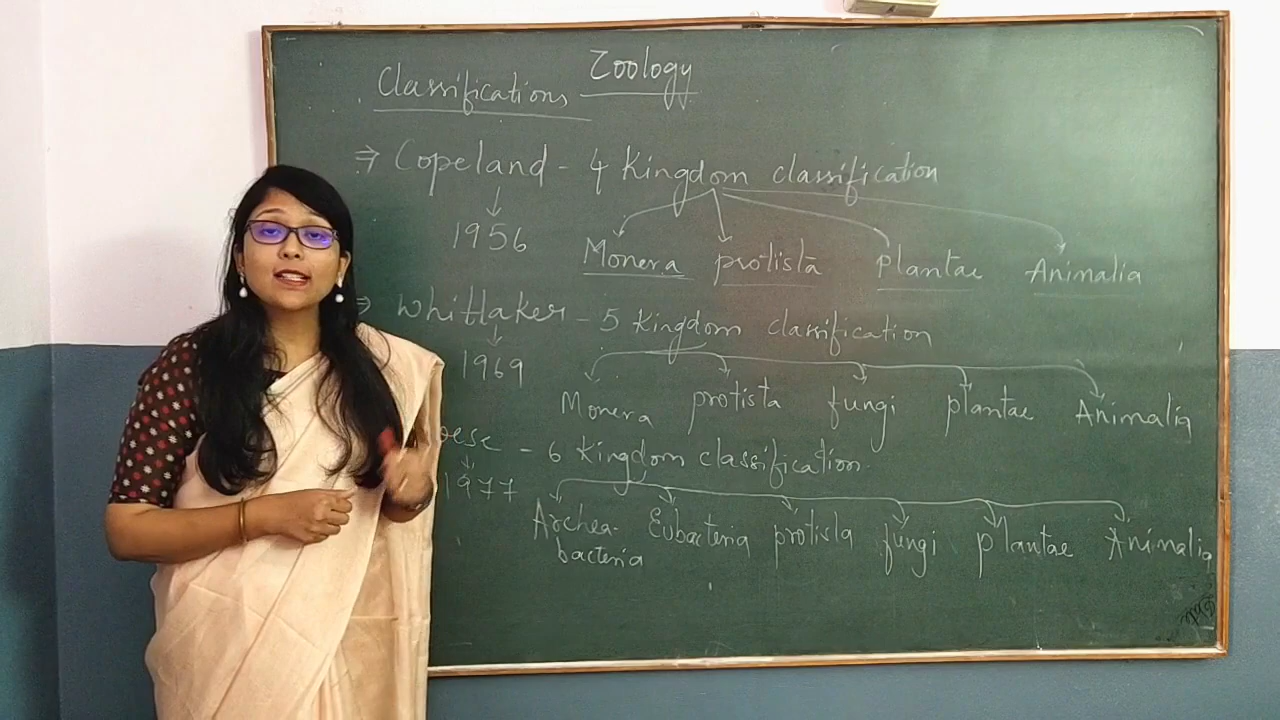 Zoology
Classifications
⇒ Copeland - 4 Kingdom classification
1956
Monera protista plantae Animalia
⇒ Whittaker - 5 Kingdom classification
1969
Monera protista fungi plantae Animalia
oese - 6 Kingdom classification.
1977
Archea- Eubacteria protista fungi plantae Animalia
bacteria